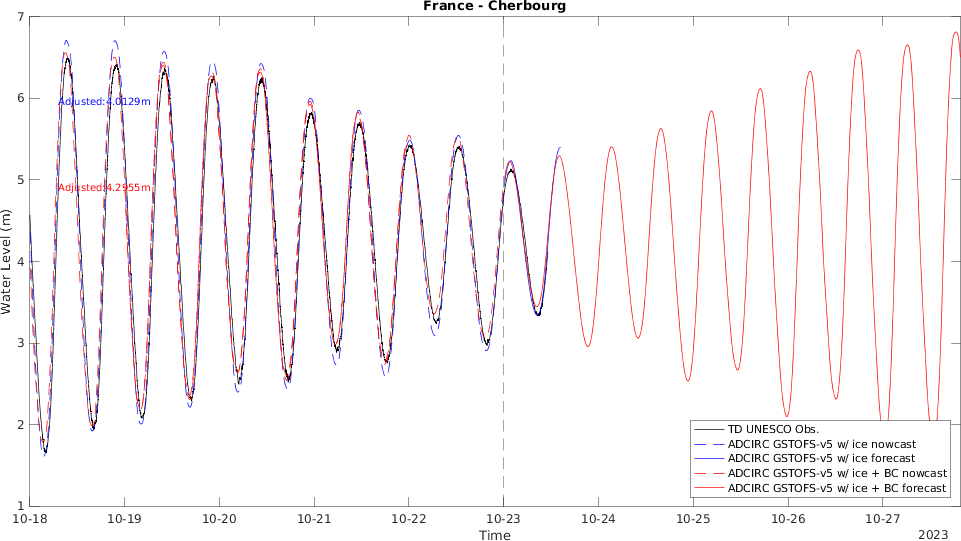 France - Cherbourg
7
6
5
4
3
2
1
Water Level (m)
Adjusted:4.0129m
Adjusted:4.2955m
TD UNESCO Obs.
ADCIRC GSTOFS-v5 w/ ice nowcast
ADCIRC GSTOFS-v5 w/ ice forecast
ADCIRC GSTOFS-v5 w/ ice + BC nowcast
ADCIRC GSTOFS-v5 w/ ice + BC forecast
10-18 10-19 10-20 10-21 10-22 10-23 10-24 10-25 10-26 10-27
Time
2023